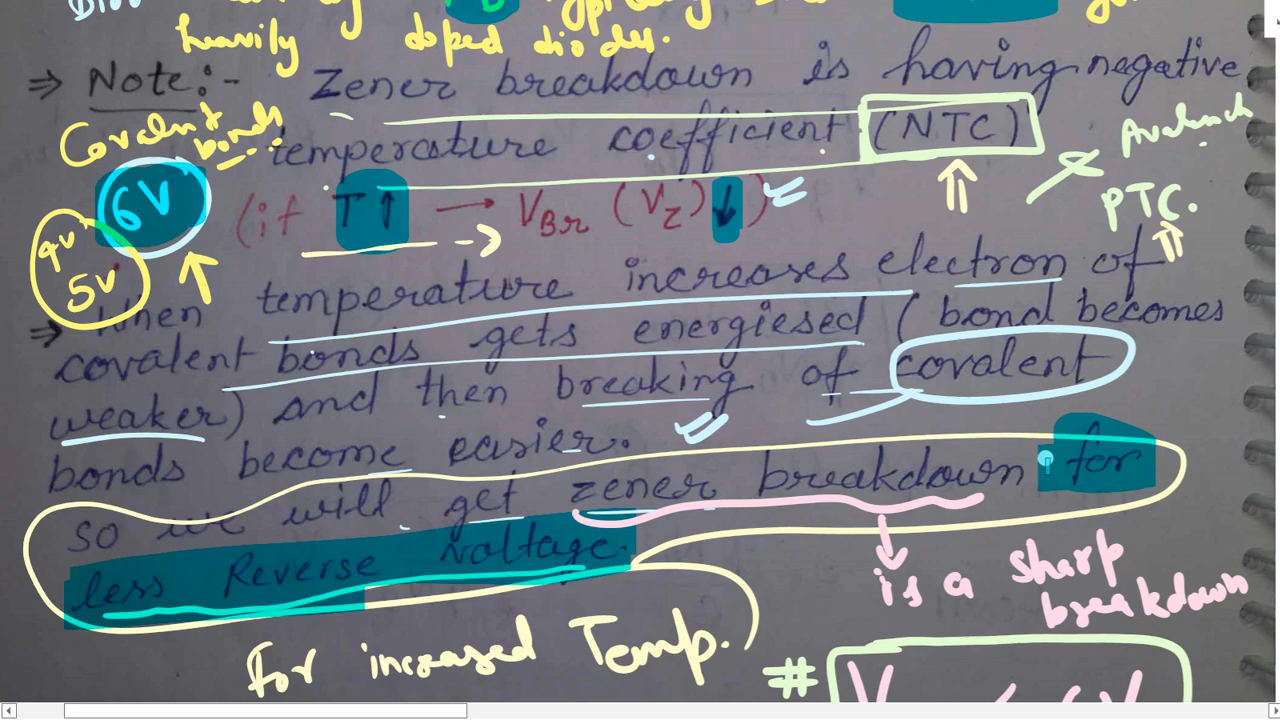 heavily doped diodes.
⇒ Note:- Zener breakdown is having negative
temperature coefficient (NTC)
Covalent
bonds
Avalanch
PTC.
6V
(if T↑ → VBr (Vz)↓)
5V
⇒ When temperature increases electron of
covalent bonds gets energiesed (bond becomes
weaker) and then breaking of covalent
bonds become easier.
so we will get zener breakdown for
less Reverse voltage.
is a sharp
breakdown
For increased Temp.
#